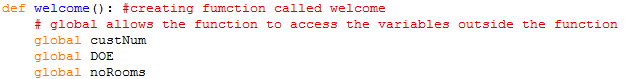 def welcome(): #creating fumction called welcome
    # global allows the function to access the variables outside the function
    global custNum
    global DOE
    global noRooms